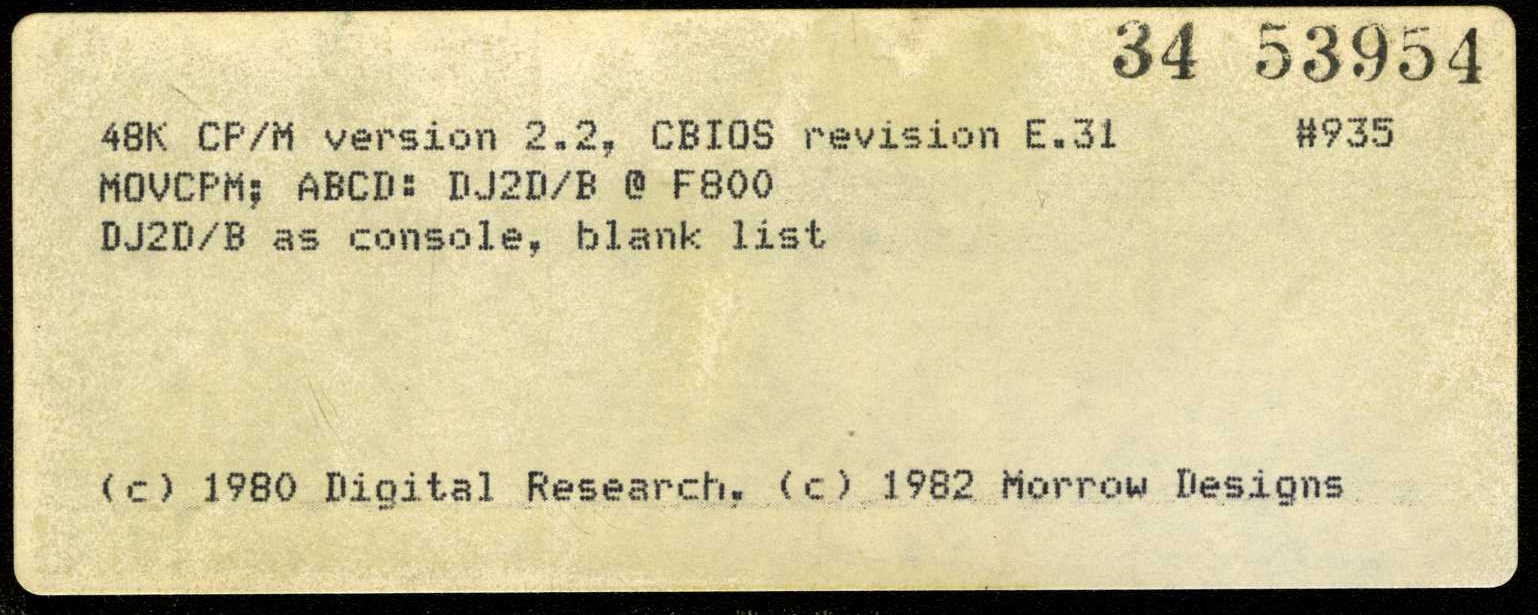 34 53954
48K CP/M version 2.2, CBIOS revision E.31 #935
MOVCPM; ABCD: DJ2D/B @ F800
DJ2D/B as console, blank list
(c) 1980 Digital Research, (c) 1982 Morrow Designs